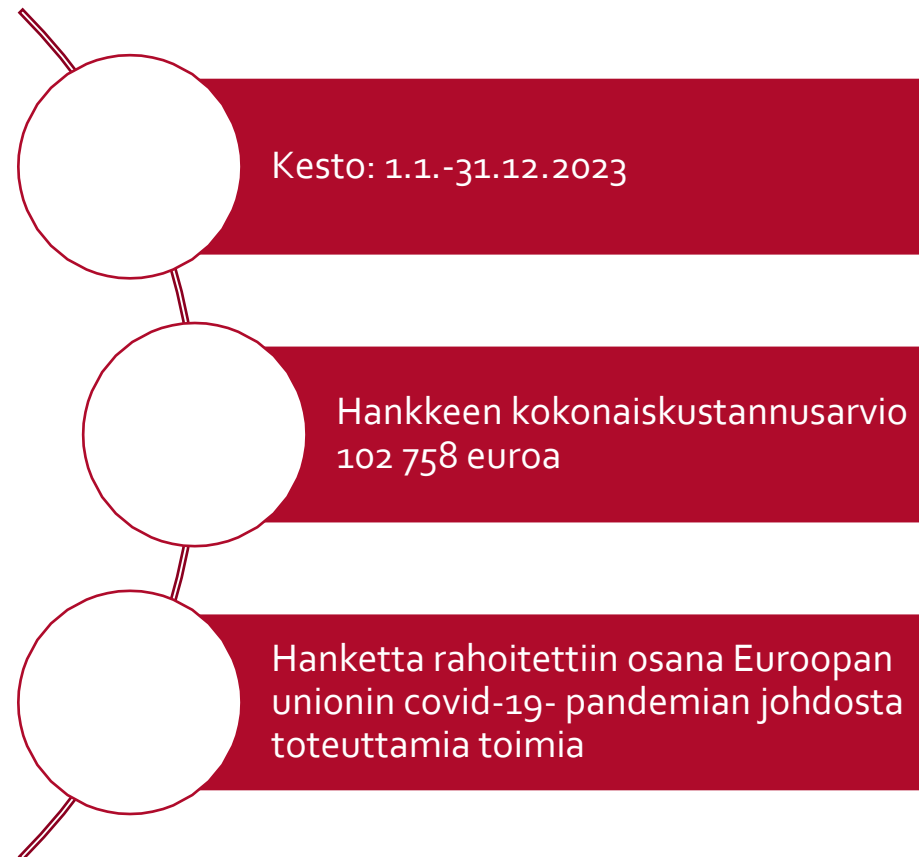 Kesto: 1.1.-31.12.2023
Hankkeen kokonaiskustannusarvio
102 758 euroa
Hanketta rahoitettiin osana Euroopan
unionin covid-19- pandemian johdosta
toteuttamia toimia